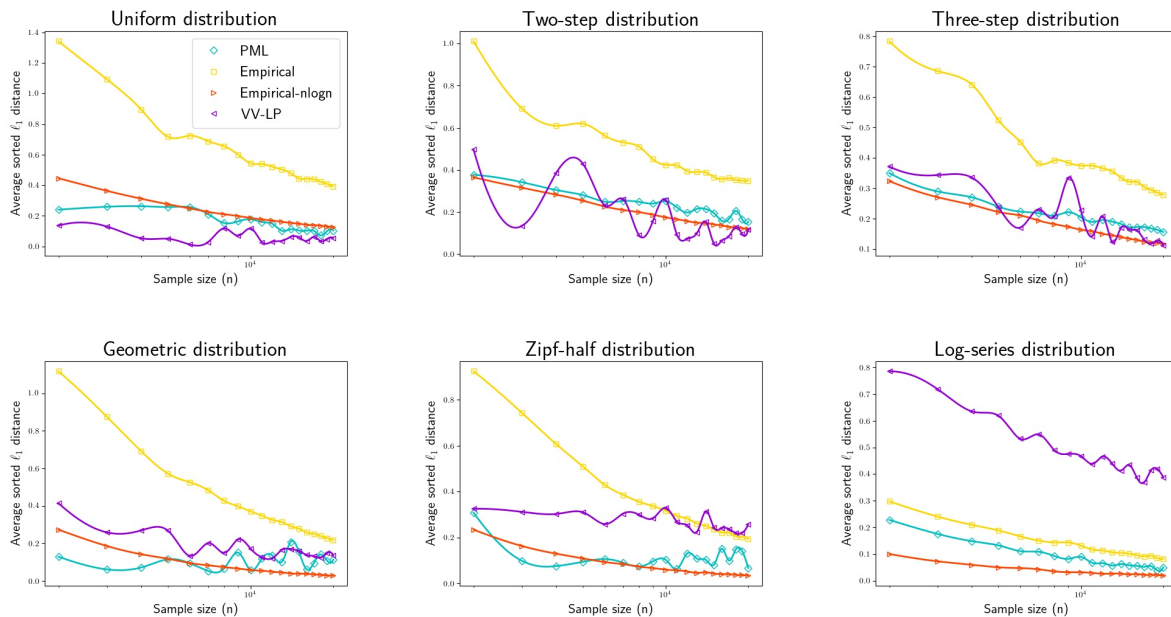 Uniform distribution
Average sorted ℓ1 distance
1.4
1.2
1.0
0.8
0.6
0.4
0.2
0.0
PML
Empirical
Empirical-nlogn
VV-LP
10^4
Sample size (n)
Two-step distribution
Average sorted ℓ1 distance
1.0
0.8
0.6
0.4
0.2
0.0
10^4
Sample size (n)
Three-step distribution
Average sorted ℓ1 distance
0.8
0.7
0.6
0.5
0.4
0.3
0.2
0.1
10^4
Sample size (n)
Geometric distribution
Average sorted ℓ1 distance
1.0
0.8
0.6
0.4
0.2
0.0
10^4
Sample size (n)
Zipf-half distribution
Average sorted ℓ1 distance
0.8
0.6
0.4
0.2
0.0
10^4
Sample size (n)
Log-series distribution
Average sorted ℓ1 distance
0.8
0.7
0.6
0.5
0.4
0.3
0.2
0.1
0.0
10^4
Sample size (n)